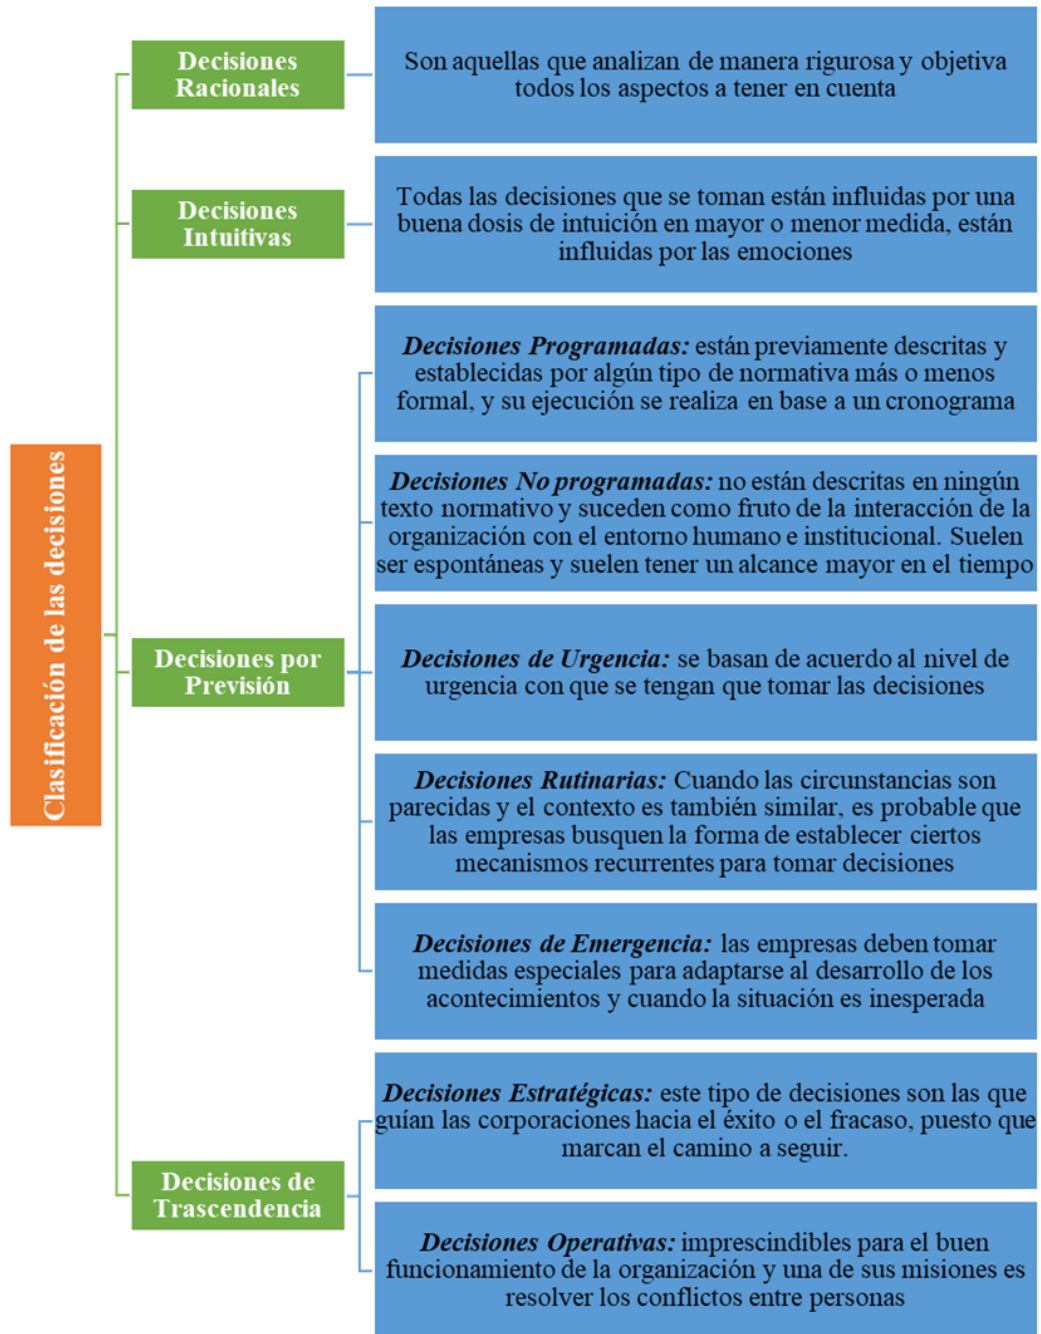 Clasificación de las decisiones
Decisiones
Racionales
Son aquellas que analizan de manera rigurosa y objetiva
todos los aspectos a tener en cuenta
Decisiones
Intuitivas
Todas las decisiones que se toman están influidas por una
buena dosis de intuición en mayor o menor medida, están
influidas por las emociones
Decisiones por
Previsión
Decisiones Programadas: están previamente descritas y
establecidas por algún tipo de normativa más o menos
formal, y su ejecución se realiza en base a un cronograma
Decisiones No programadas: no están descritas en ningún
texto normativo y suceden como fruto de la interacción de la
organización con el entorno humano e institucional. Suelen
ser espontáneas y suelen tener un alcance mayor en el tiempo
Decisiones de Urgencia: se basan de acuerdo al nivel de
urgencia con que se tengan que tomar las decisiones
Decisiones Rutinarias: Cuando las circunstancias son
parecidas y el contexto es también similar, es probable que
las empresas busquen la forma de establecer ciertos
mecanismos recurrentes para tomar decisiones
Decisiones de Emergencia: las empresas deben tomar
medidas especiales para adaptarse al desarrollo de los
acontecimientos y cuando la situación es inesperada
Decisiones de
Trascendencia
Decisiones Estratégicas: este tipo de decisiones son las que
guían las corporaciones hacia el éxito o el fracaso, puesto que
marcan el camino a seguir.
Decisiones Operativas: imprescindibles para el buen
funcionamiento de la organización y una de sus misiones es
resolver los conflictos entre personas